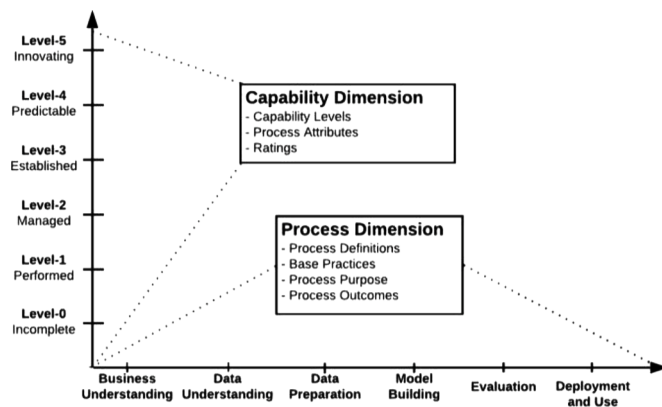 Level-5
Innovating
Level-4
Predictable
Level-3
Established
Level-2
Managed
Level-1
Performed
Level-0
Incomplete
Capability Dimension
- Capability Levels
- Process Attributes
- Ratings
Process Dimension
- Process Definitions
- Base Practices
- Process Purpose
- Process Outcomes
Business
Understanding
Data
Understanding
Data
Preparation
Model
Building
Evaluation
Deployment
and Use